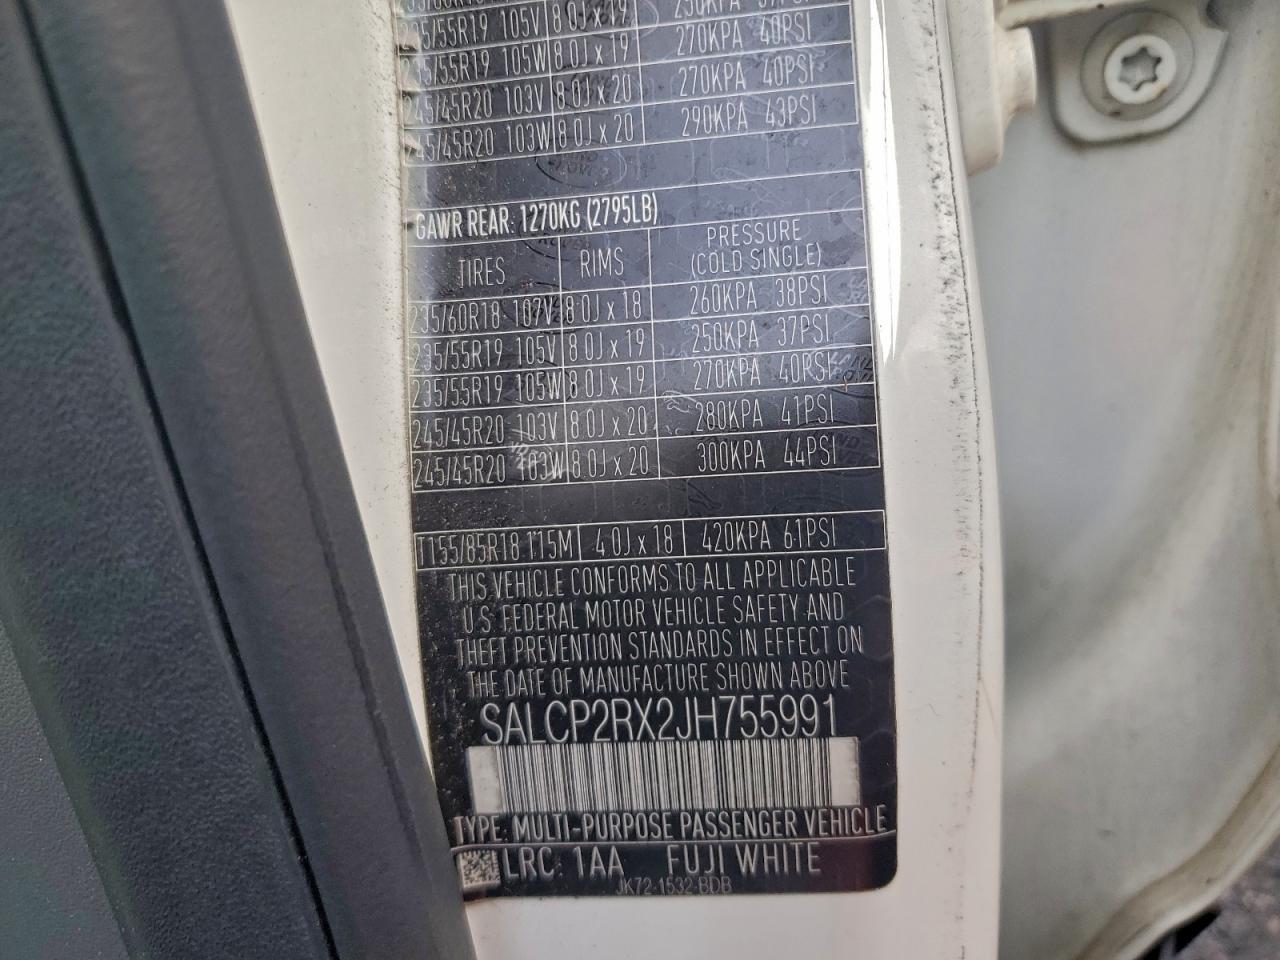 235/55R19 105V 8.0J x 19 250KPA 37PSI
235/55R19 105W 8.0J x 19 270KPA 40PSI
245/45R20 103V 8.0J x 20 270KPA 40PSI
245/45R20 103W 8.0J x 20 290KPA 43PSI
GAWR REAR: 1270KG (2795LB)
TIRES RIMS PRESSURE (COLD SINGLE)
235/60R18 107V 8.0J x 18 260KPA 38PSI
235/55R19 105V 8.0J x 19 250KPA 37PSI
235/55R19 105W 8.0J x 19 270KPA 40PSI
245/45R20 103V 8.0J x 20 280KPA 41PSI
245/45R20 103W 8.0J x 20 300KPA 44PSI
T155/85R18 115M 4.0J x 18 420KPA 61PSI
THIS VEHICLE CONFORMS TO ALL APPLICABLE
U.S. FEDERAL MOTOR VEHICLE SAFETY AND
THEFT PREVENTION STANDARDS IN EFFECT ON
THE DATE OF MANUFACTURE SHOWN ABOVE
SALCP2RX2JH755991
TYPE: MULTI-PURPOSE PASSENGER VEHICLE
LRC: 1AA FUJI WHITE
JK72-1532-BDB